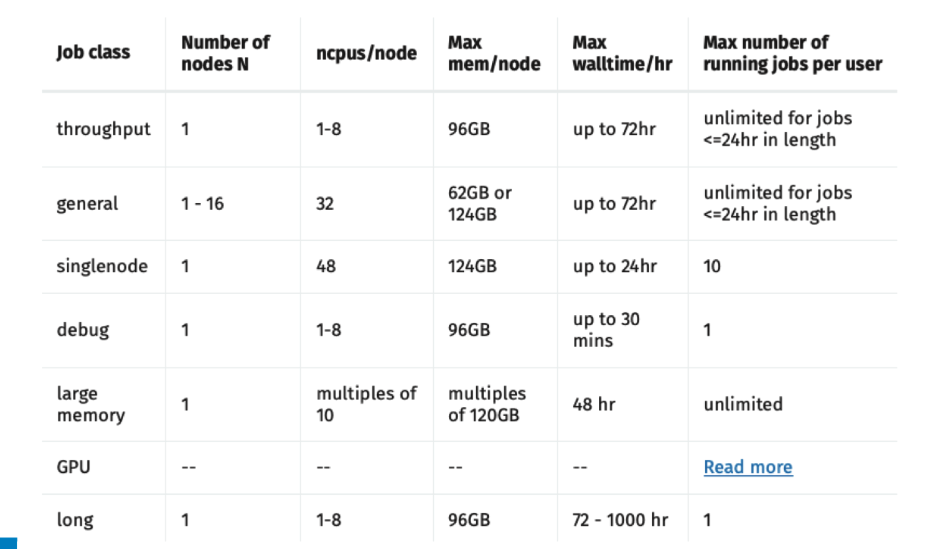 Job class | Number of nodes N | ncpus/node | Max mem/node | Max walltime/hr | Max number of running jobs per user
throughput | 1 | 1-8 | 96GB | up to 72hr | unlimited for jobs <=24hr in length
general | 1 - 16 | 32 | 62GB or 124GB | up to 72hr | unlimited for jobs <=24hr in length
singlenode | 1 | 48 | 124GB | up to 24hr | 10
debug | 1 | 1-8 | 96GB | up to 30 mins | 1
large memory | 1 | multiples of 10 | multiples of 120GB | 48 hr | unlimited
GPU | -- | -- | -- | -- | Read more
long | 1 | 1-8 | 96GB | 72 - 1000 hr | 1